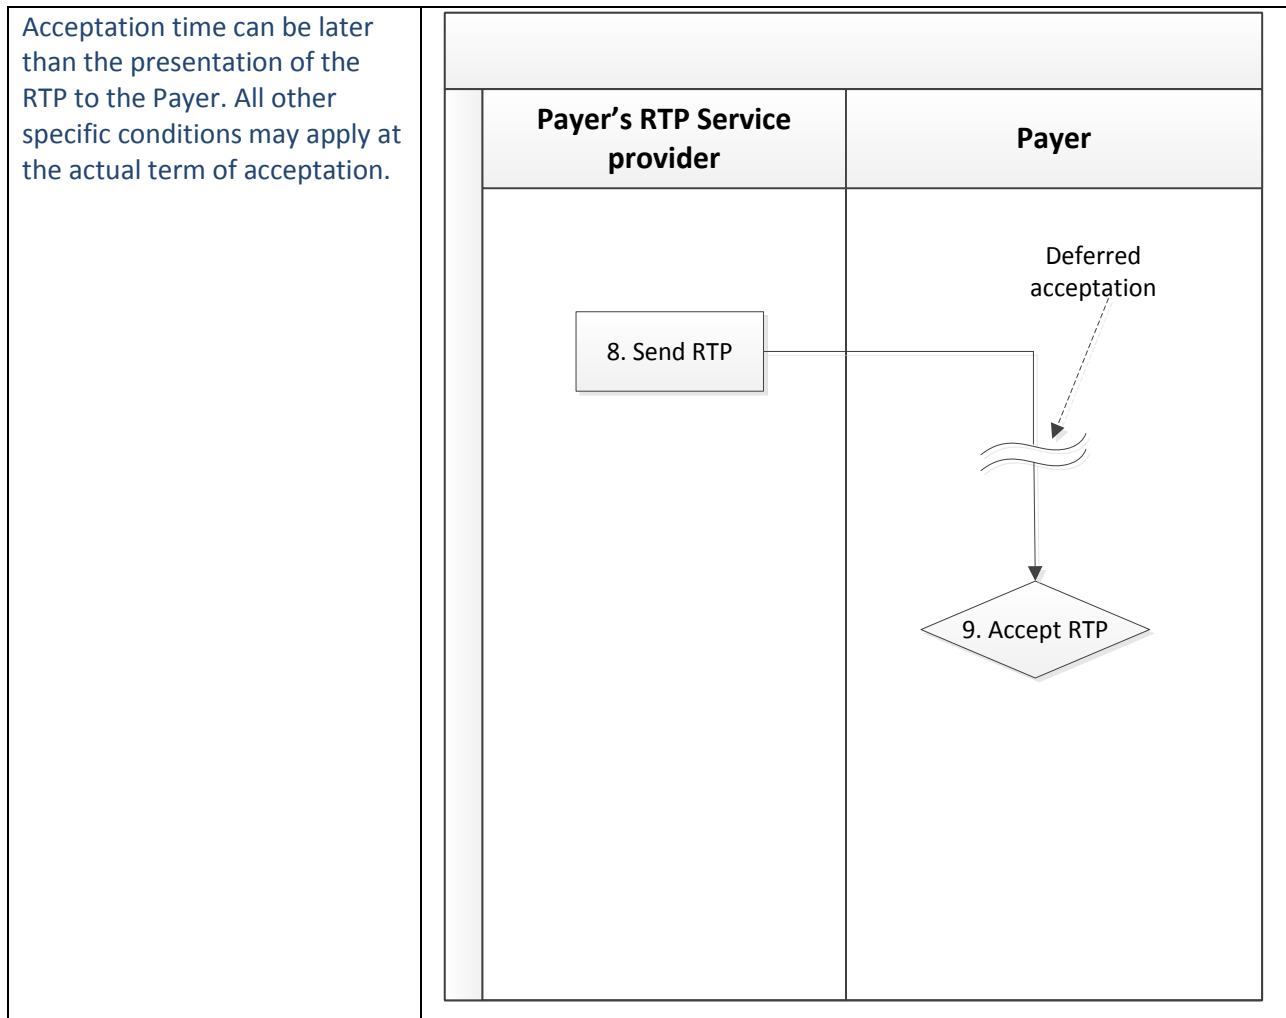 Acceptation time can be later
than the presentation of the
RTP to the Payer. All other
specific conditions may apply at
the actual term of acceptation.
Payer's RTP Service
provider
Payer
Deferred
acceptation
8. Send RTP
9. Accept RTP